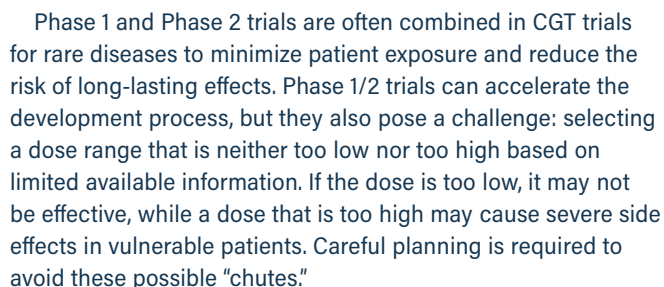 Phase 1 and Phase 2 trials are often combined in CGT trials
for rare diseases to minimize patient exposure and reduce the
risk of long-lasting effects. Phase 1/2 trials can accelerate the
development process, but they also pose a challenge: selecting
a dose range that is neither too low nor too high based on
limited available information. If the dose is too low, it may not
be effective, while a dose that is too high may cause severe side
effects in vulnerable patients. Careful planning is required to
avoid these possible “chutes.”